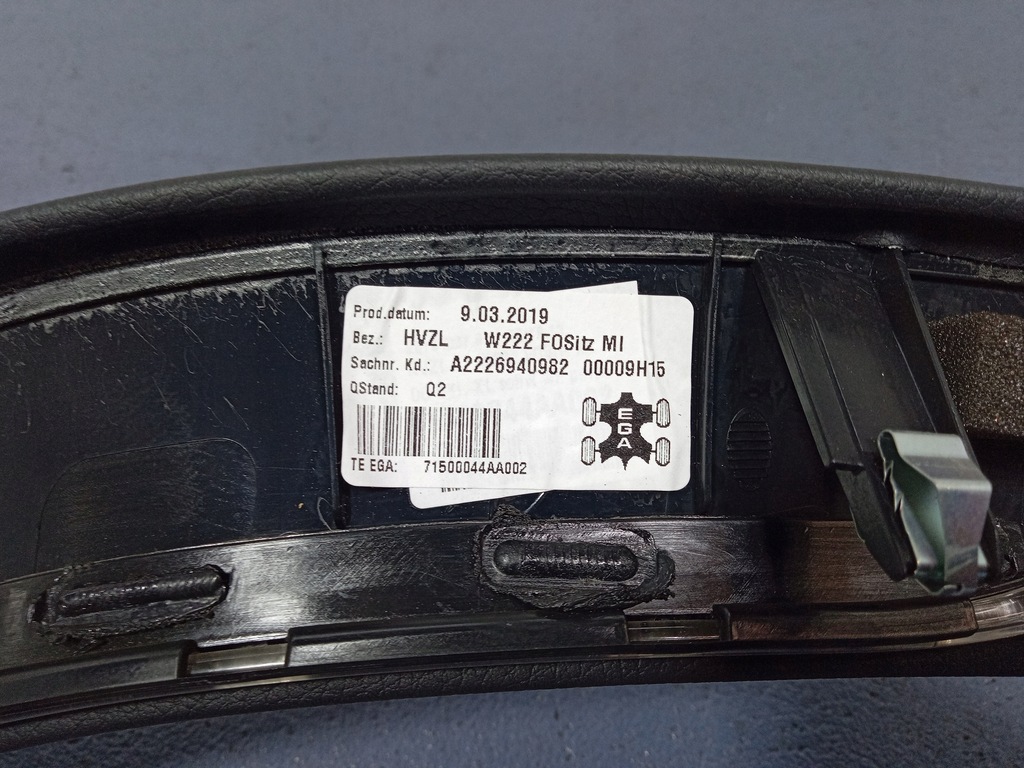 Prod.datum: 9.03.2019
Bez.: HVZL W222 FOSitz MI
Sachnr. Kd.: A2226940982 00009H15
QStand: Q2
EGA
TE EGA: 71500044AA002